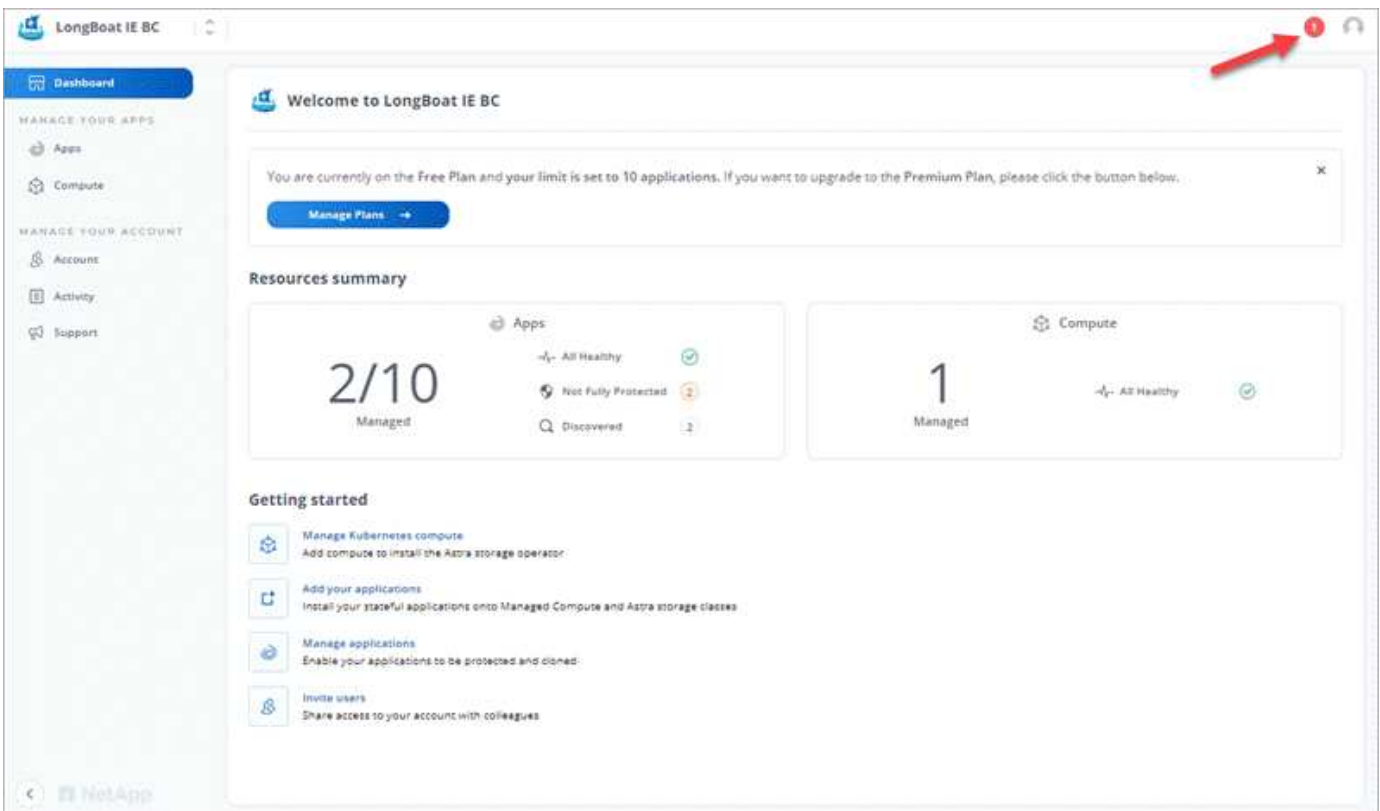 LongBoat IE BC
1
Dashboard
MANAGE YOUR APPS
Apps
Compute
MANAGE YOUR ACCOUNT
Account
Activity
Support
NetApp
Welcome to LongBoat IE BC
You are currently on the Free Plan and your limit is set to 10 applications. If you want to upgrade to the Premium Plan, please click the button below.
Manage Plans
Resources summary
Apps
2/10
Managed
All Healthy
Not Fully Protected 2
Discovered 2
Compute
1
Managed
All Healthy
Getting started
Manage Kubernetes compute
Add compute to install the Astra storage operator
Add your applications
Install your stateful applications onto Managed Compute and Astra storage classes
Manage applications
Enable your applications to be protected and cloned
Invite users
Share access to your account with colleagues